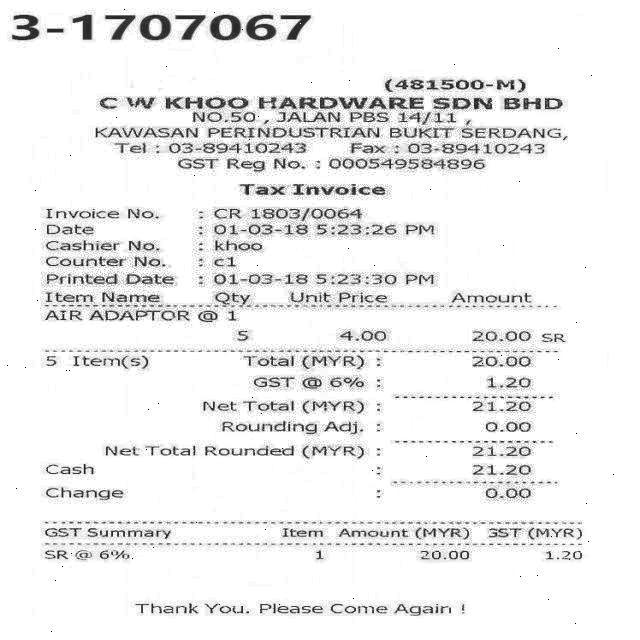 3-1707067
(481500-M)
C W KHOO HARDWARE SDN BHD
NO.50 , JALAN PBS 14/11 ,
KAWASAN PERINDUSTRIAN BUKIT SERDANG,
Tel : 03-89410243 Fax : 03-89410243
GST Reg No. : 000549584896
Tax Invoice
Invoice No. : CR 1803/0064
Date : 01-03-18 5:23:26 PM
Cashier No. : khoo
Counter No. : c1
Printed Date : 01-03-18 5:23:30 PM
Item Name Qty Unit Price Amount
AIR ADAPTOR @ 1
5 4.00 20.00 SR
5 Item(s) Total (MYR) : 20.00
GST @ 6% : 1.20
Net Total (MYR) : 21.20
Rounding Adj. : 0.00
Net Total Rounded (MYR) : 21.20
Cash : 21.20
Change : 0.00
GST Summary Item Amount (MYR) GST (MYR)
SR @ 6% 1 20.00 1.20
Thank You. Please Come Again !